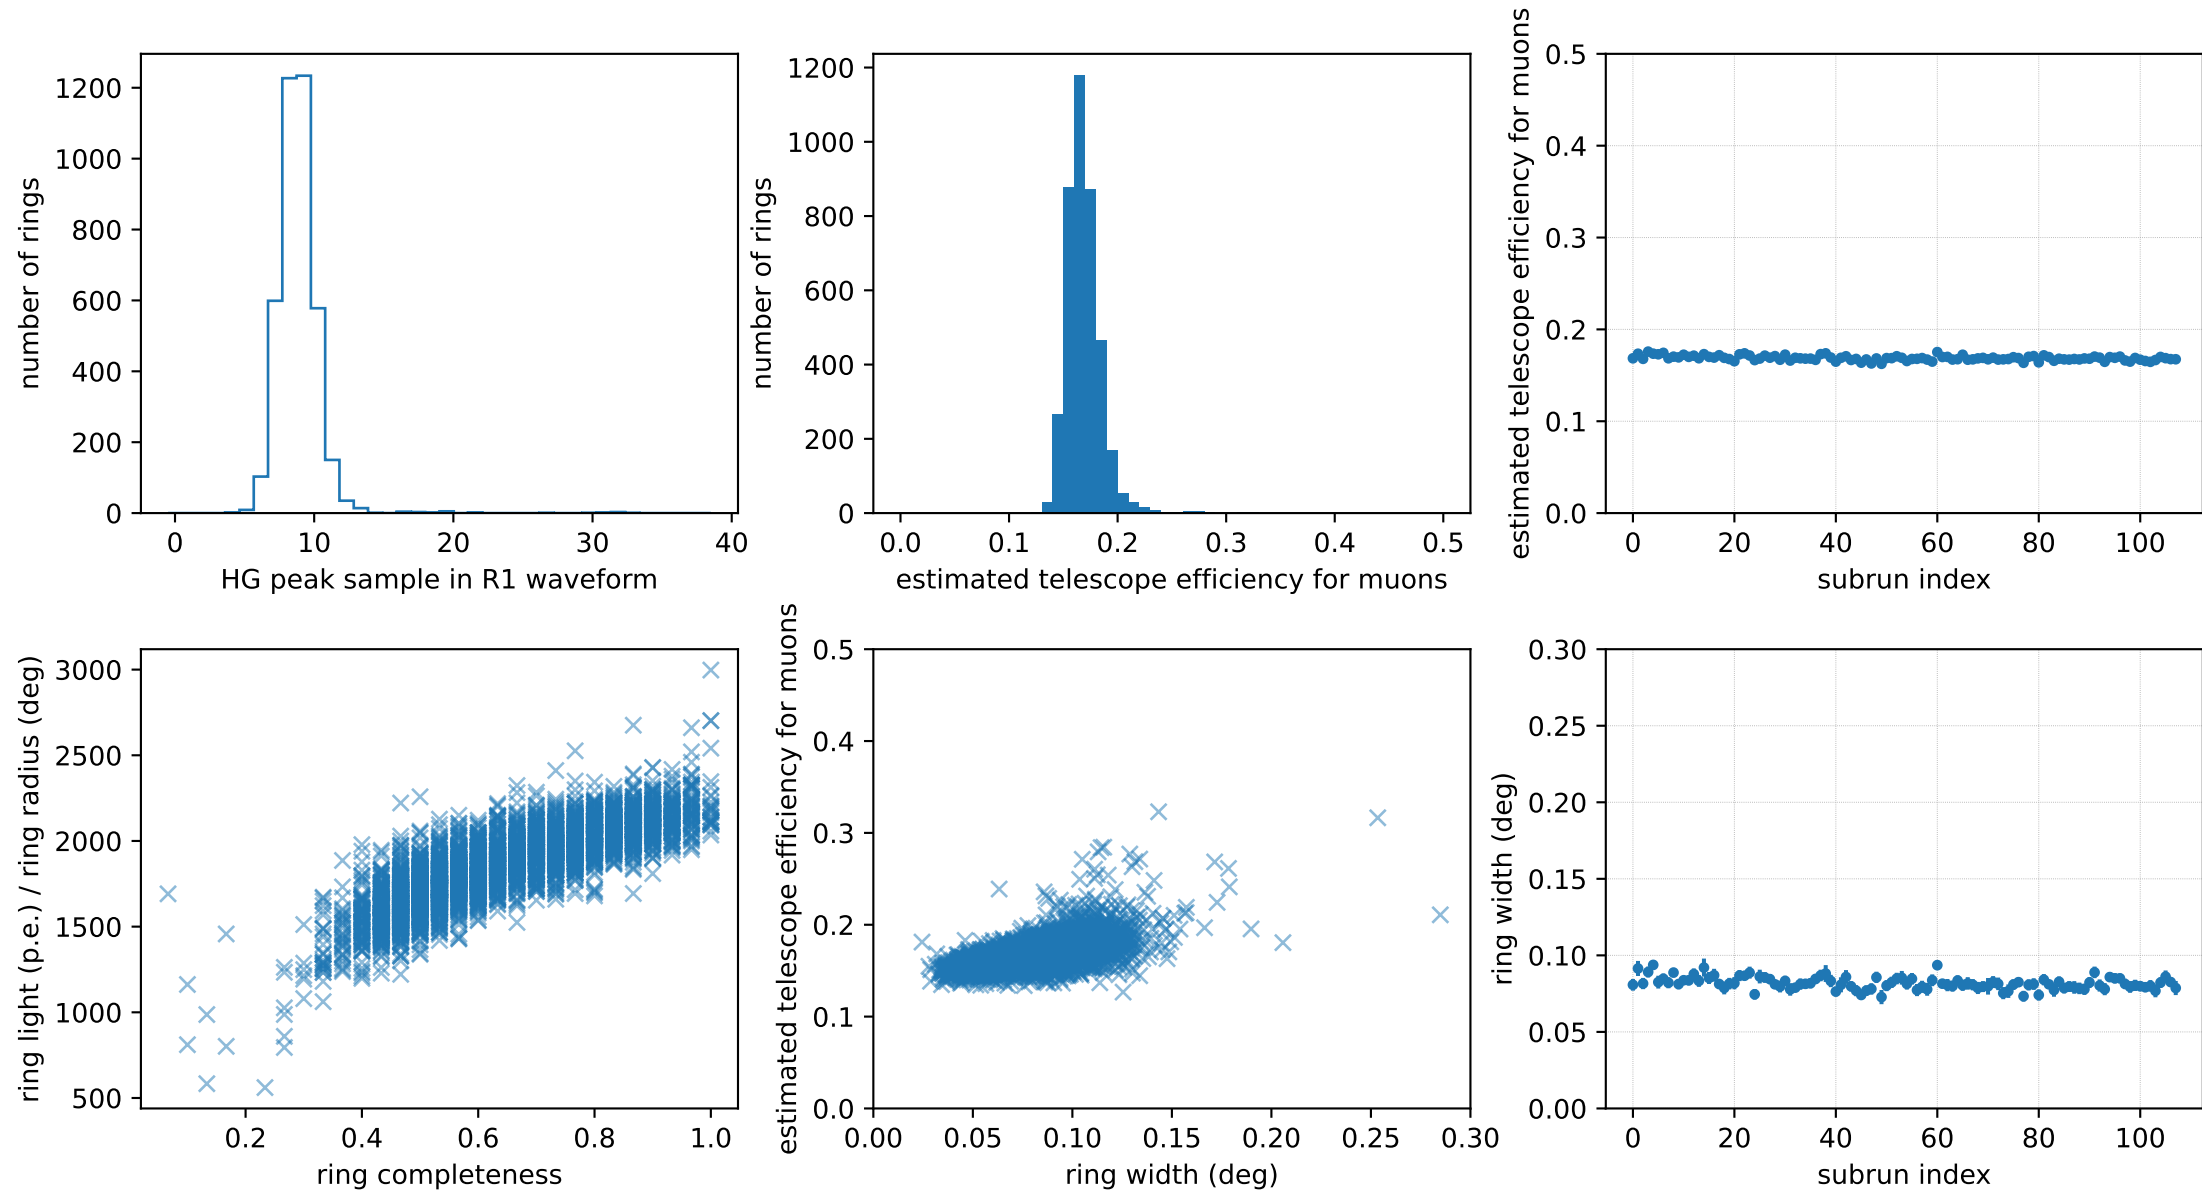 number of rings
1200
1000
800
600
400
200
0
0 10 20 30 40
HG peak sample in R1 waveform
number of rings
1200
1000
800
600
400
200
0
0.0 0.1 0.2 0.3 0.4 0.5
estimated telescope efficiency for muons
estimated telescope efficiency for muons
0.5
0.4
0.3
0.2
0.1
0.0
0 20 40 60 80 100
subrun index
ring light (p.e.) / ring radius (deg)
3000
2500
2000
1500
1000
500
0.2 0.4 0.6 0.8 1.0
ring completeness
estimated telescope efficiency for muons
0.5
0.4
0.3
0.2
0.1
0.0
0.00 0.05 0.10 0.15 0.20 0.25 0.30
ring width (deg)
ring width (deg)
0.30
0.25
0.20
0.15
0.10
0.05
0.00
0 20 40 60 80 100
subrun index